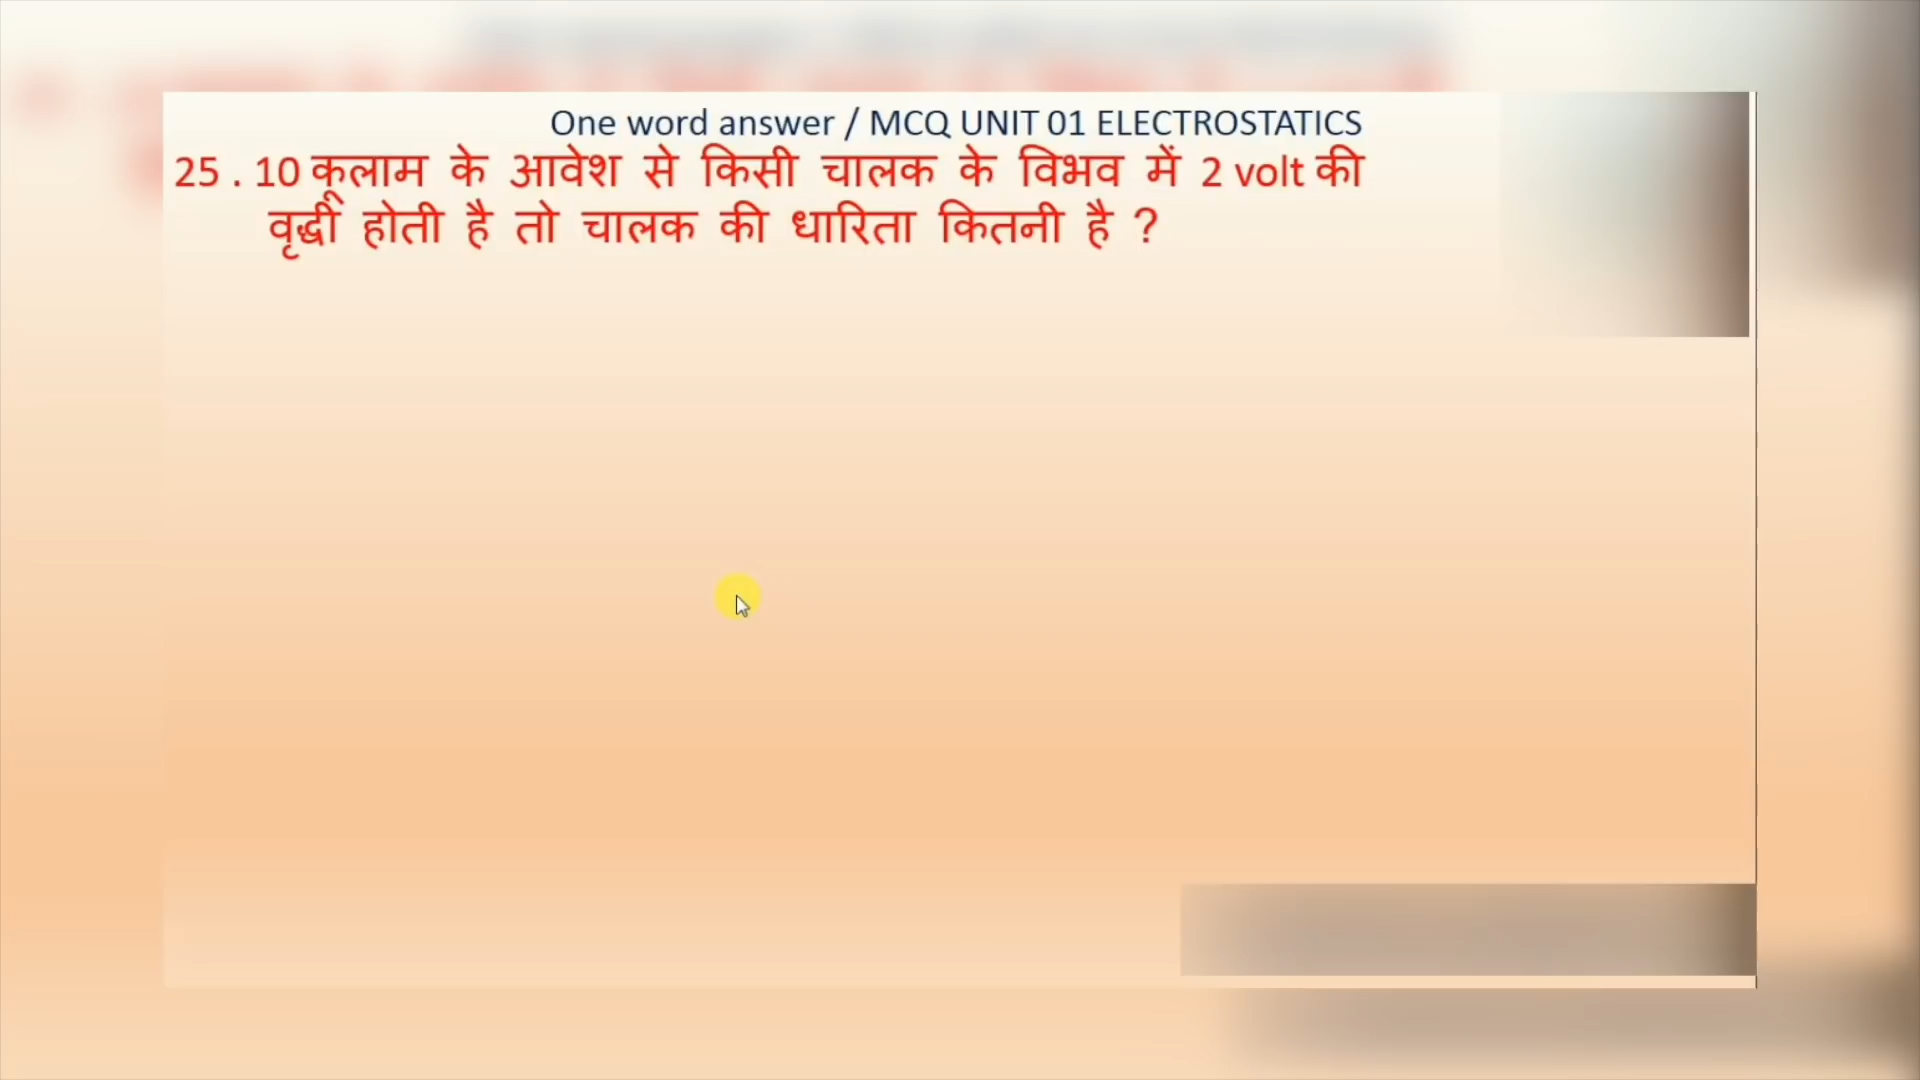 One word answer / MCQ UNIT 01 ELECTROSTATICS
25 . 10 कूलाम के आवेश से किसी चालक के विभव में 2 volt की
वृद्धी होती है तो चालक की धारिता कितनी है ?